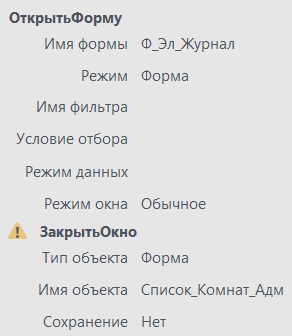 ОткрытьФорму
Имя формы Ф_Эл_Журнал
Режим Форма
Имя фильтра
Условие отбора
Режим данных
Режим окна Обычное
ЗакрытьОкно
Тип объекта Форма
Имя объекта Список_Комнат_Адм
Сохранение Нет